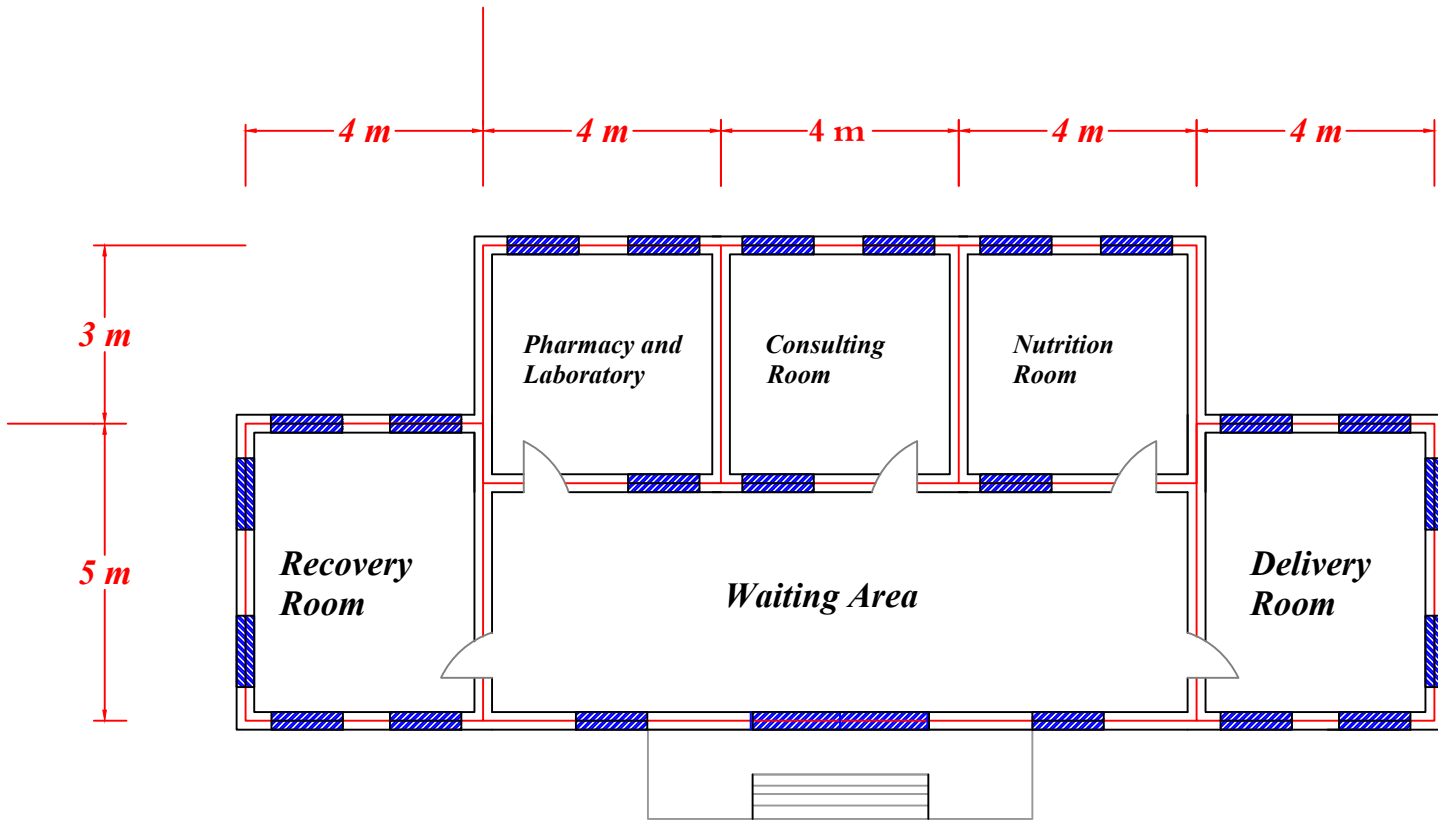 4 m
4 m
4 m
4 m
4 m
3 m
Pharmacy and
Laboratory
Consulting
Room
Nutrition
Room
5 m
Recovery
Room
Waiting Area
Delivery
Room